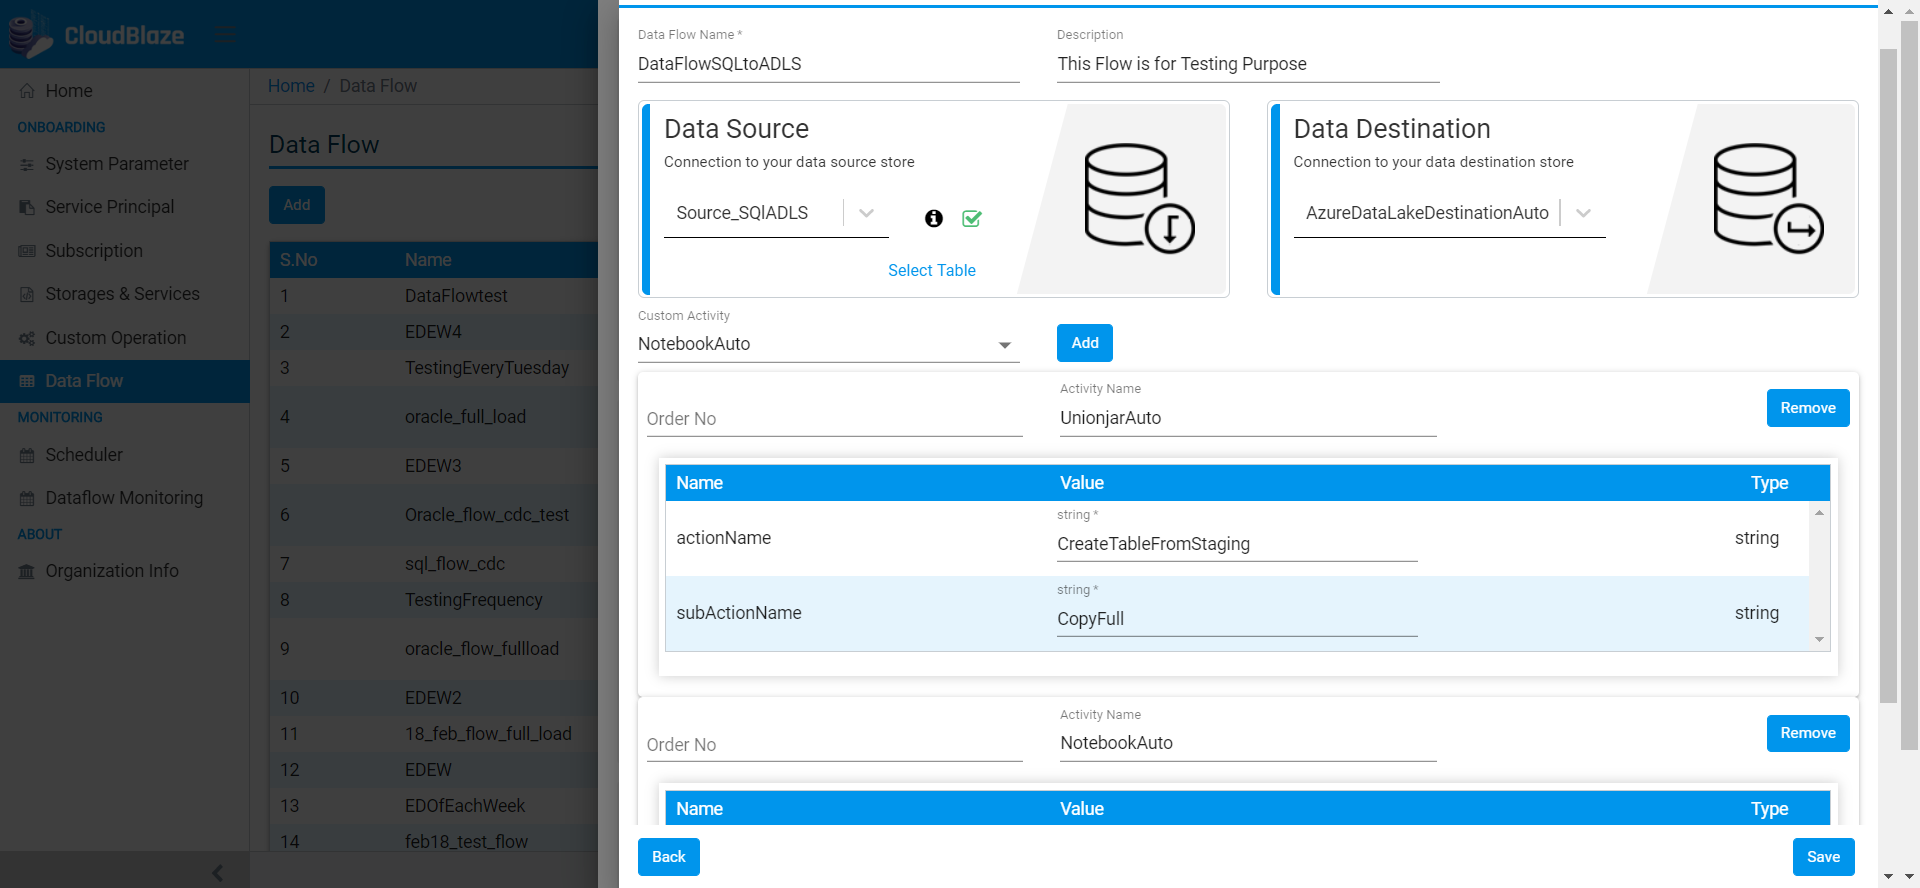 CloudBlaze
Home
ONBOARDING
System Parameter
Service Principal
Subscription
Storages & Services
Custom Operation
Data Flow
MONITORING
Scheduler
Dataflow Monitoring
ABOUT
Organization Info
Home / Data Flow
Data Flow
Add
S.No Name
1 DataFlowtest
2 EDEW4
3 TestingEveryTuesday
4 oracle_full_load
5 EDEW3
6 Oracle_flow_cdc_test
7 sql_flow_cdc
8 TestingFrequency
9 oracle_flow_fullload
10 EDEW2
11 18_feb_flow_full_load
12 EDEW
13 EDOfEachWeek
14 feb18_test_flow
Data Flow Name * Description
DataFlowSQLtoADLS This Flow is for Testing Purpose
Data Source
Connection to your data source store
Source_SQlADLS
Select Table
Data Destination
Connection to your data destination store
AzureDataLakeDestinationAuto
Custom Activity
NotebookAuto Add
Activity Name
Order No UnionjarAuto Remove
Name Value Type
string *
actionName CreateTableFromStaging string
string *
subActionName CopyFull string
Activity Name
Order No NotebookAuto Remove
Name Value Type
Back Save